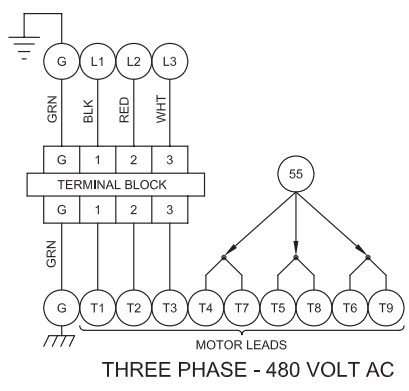 G L1 L2 L3
GRN BLK RED WHT
G 1 2 3
TERMINAL BLOCK
G 1 2 3
55
GRN
G T1 T2 T3 T4 T7 T5 T8 T6 T9
MOTOR LEADS
THREE PHASE - 480 VOLT AC